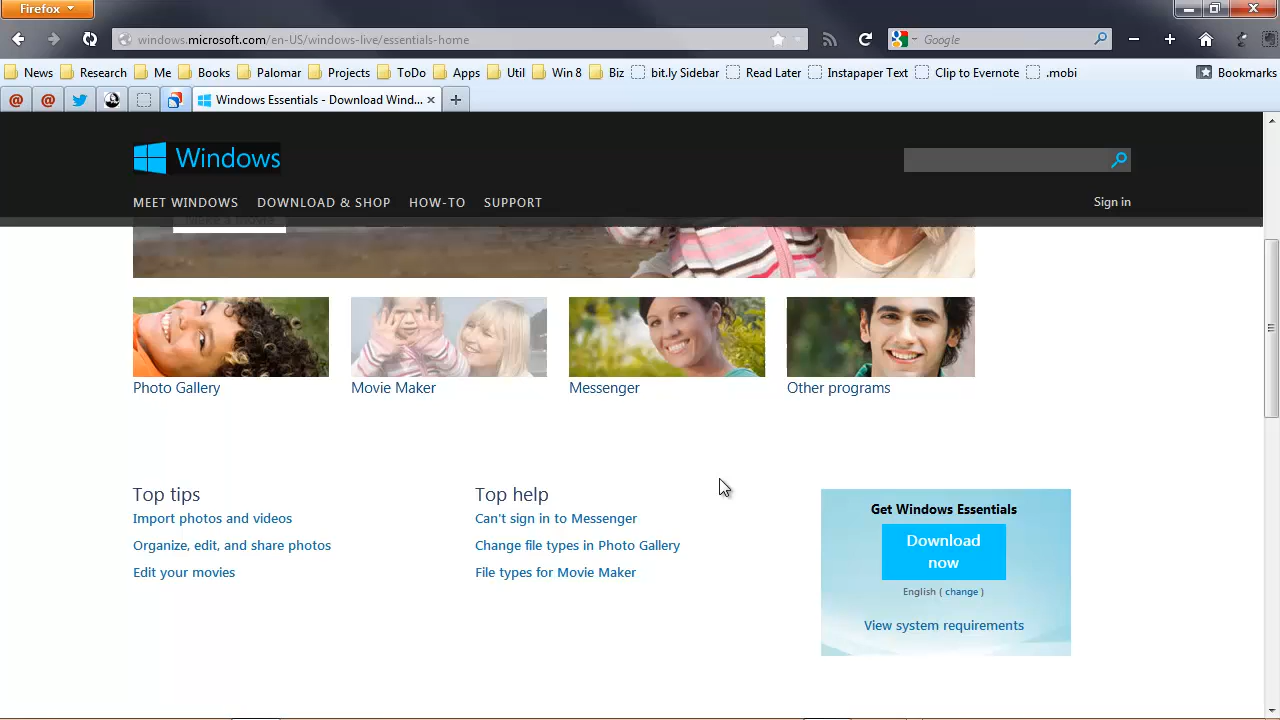 Firefox
windows.microsoft.com/en-US/windows-live/essentials-home
Google
News Research Me Books Palomar Projects ToDo Apps Util Win 8 Biz bit.ly Sidebar Read Later Instapaper Text Clip to Evernote .mobi Bookmarks
Windows Essentials - Download Wind...
Windows
MEET WINDOWS DOWNLOAD & SHOP HOW-TO SUPPORT Sign in
Make a movie
Photo Gallery Movie Maker Messenger Other programs
Top tips
Import photos and videos
Organize, edit, and share photos
Edit your movies
Top help
Can't sign in to Messenger
Change file types in Photo Gallery
File types for Movie Maker
Get Windows Essentials
Download
now
English ( change )
View system requirements